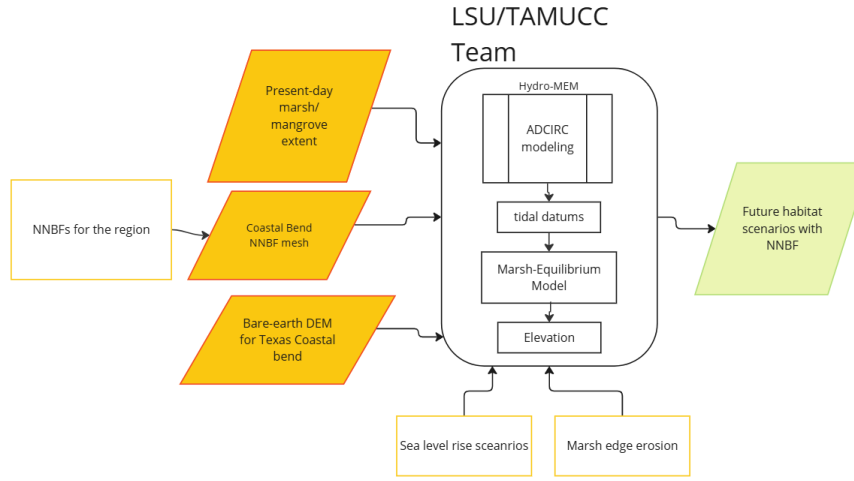 LSU/TAMUCC
Team
Present-day
marsh/
mangrove
extent
Hydro-MEM
ADCIRC
modeling
NNBFs for the region
Coastal Bend
NNBF mesh
tidal datums
Future habitat
scenarios with
NNBF
Marsh-Equilibrium
Model
Bare-earth DEM
for Texas Coastal
bend
Elevation
Sea level rise sceanrios
Marsh edge erosion